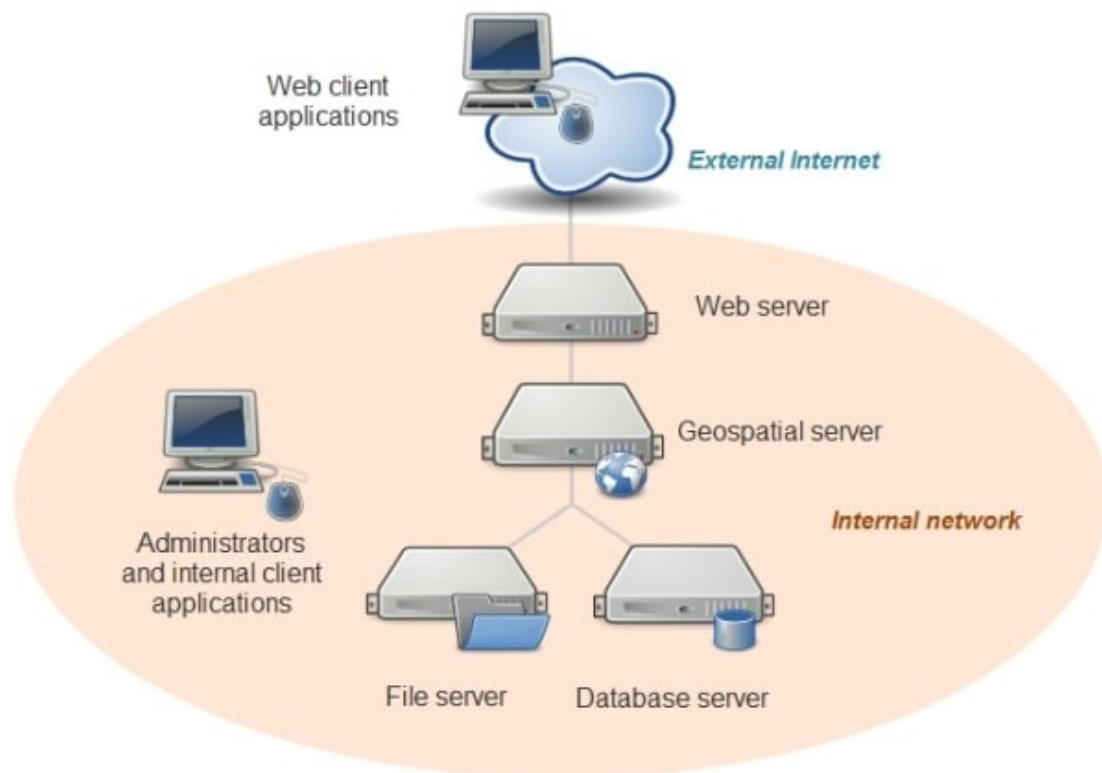 Web client
applications
External Internet
Web server
Geospatial server
Internal network
Administrators
and internal client
applications
File server
Database server